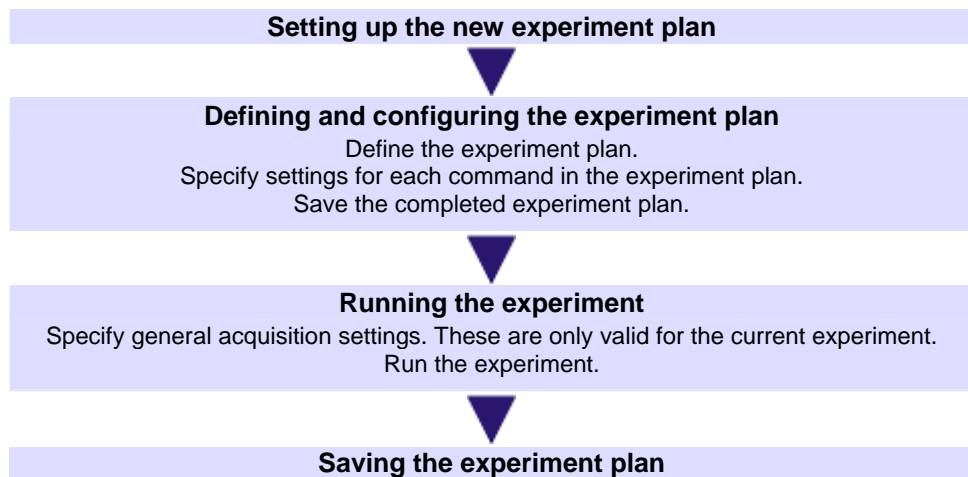 Setting up the new experiment plan
Defining and configuring the experiment plan
Define the experiment plan.
Specify settings for each command in the experiment plan.
Save the completed experiment plan.
Running the experiment
Specify general acquisition settings. These are only valid for the current experiment.
Run the experiment.
Saving the experiment plan